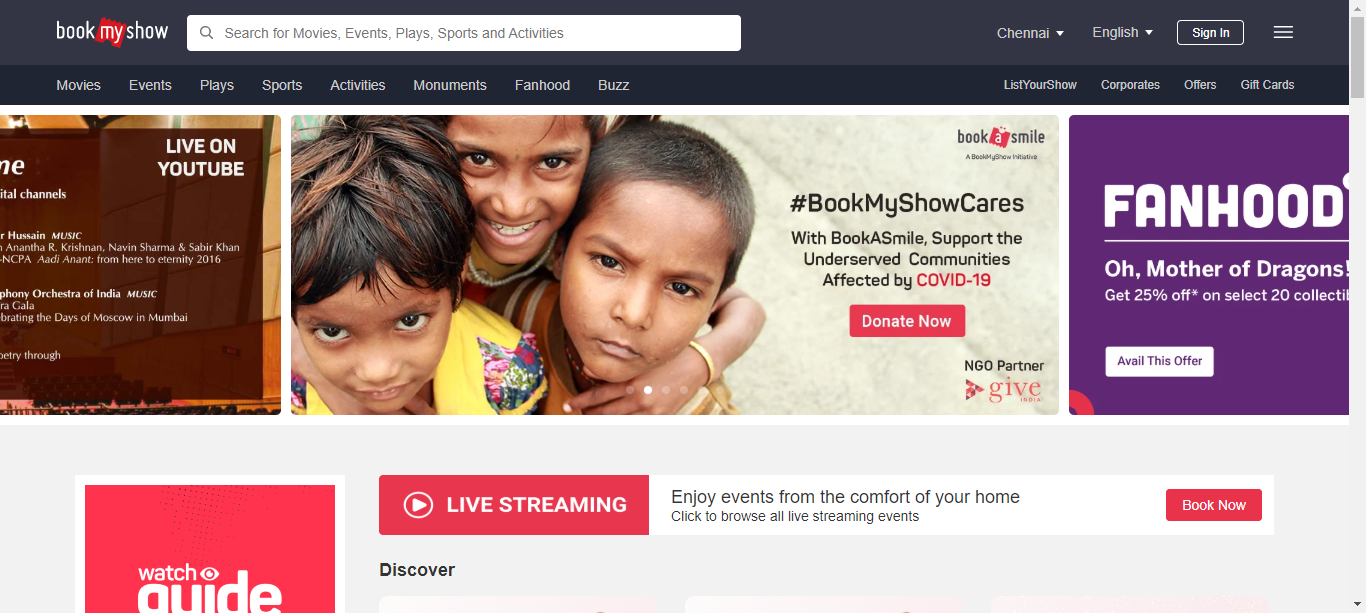 book my show
Search for Movies, Events, Plays, Sports and Activities
Chennai
English
Sign In
Movies
Events
Plays
Sports
Activities
Monuments
Fanhood
Buzz
ListYourShow
Corporates
Offers
Gift Cards
LIVE ON
YOUTUBE
me
ital channels
r Hussain MUSIC
n Anantha R. Krishnan, Navin Sharma & Sabir Khan
-NCPA Aadi Anant: from here to eternity 2016
phony Orchestra of India MUSIC
ra Gala
ebrating the Days of Moscow in Mumbai
oetry through
book a smile
A BookMyShow Initiative
#BookMyShowCares
With BookASmile, Support the
Underserved Communities
Affected by COVID-19
Donate Now
NGO Partner
give
INDIA
FANHOOD
Oh, Mother of Dragons!
Get 25% off* on select 20 collectib
Avail This Offer
watch
guide
LIVE STREAMING
Enjoy events from the comfort of your home
Click to browse all live streaming events
Book Now
Discover